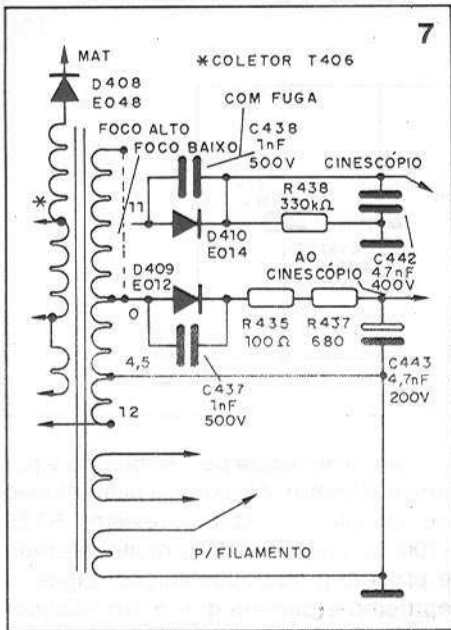 7
MAT
*COLETOR T406
D408
E048
COM FUGA
FOCO ALTO
FOCO BAIXO
C438
1nF
500V
CINESCÓPIO
*
R438
330kΩ
11
D410
E014
C442
47nF
400V
AO
CINESCÓPIO
D409
E012
0
R435
100Ω
R437
680
4,5
C437
1nF
500V
C443
4,7nF
200V
12
P/FILAMENTO